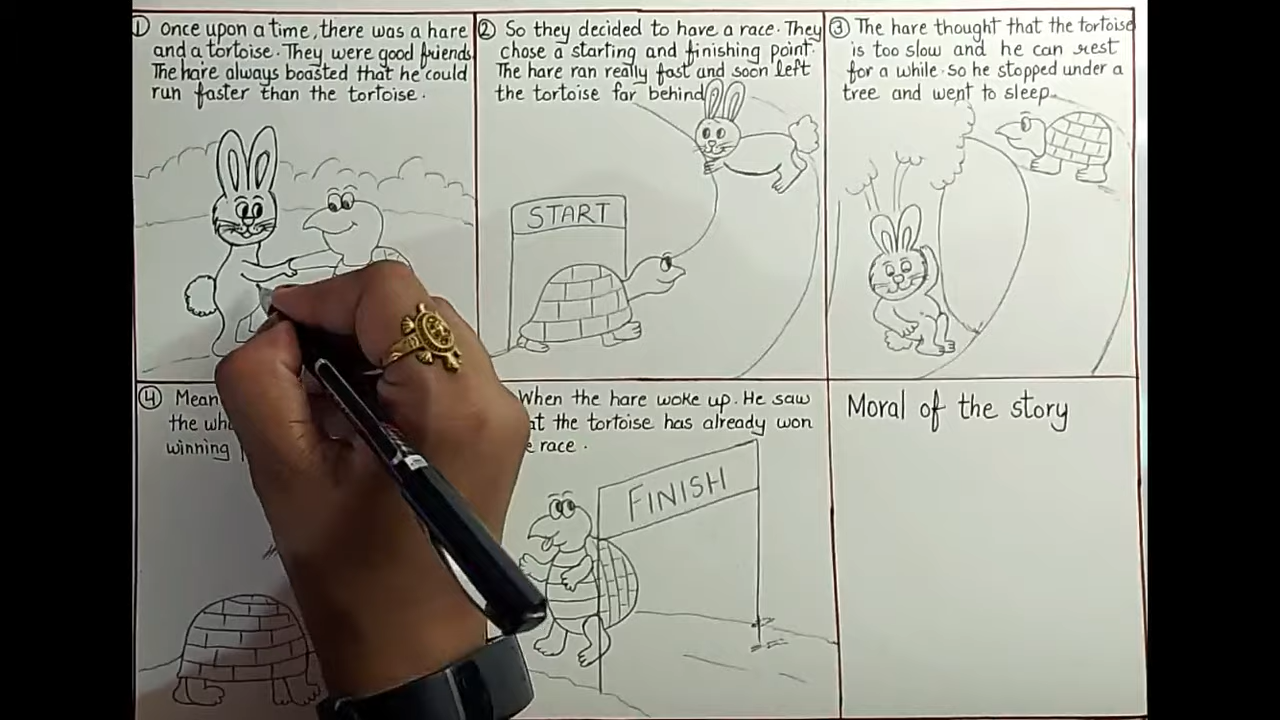 ① Once upon a time, there was a hare
and a tortoise. They were good friends
The hare always boasted that he could
run faster than the tortoise.
② So they decided to have a race. They
chose a starting and finishing point.
The hare ran really fast and soon left
the tortoise far behind
START
③ The hare thought that the tortoise
is too slow and he can rest
for a while. So he stopped under a
tree and went to sleep.
④
the
winning
When the hare woke up. He saw
the tortoise has already won
race.
FINISH
Moral of the story